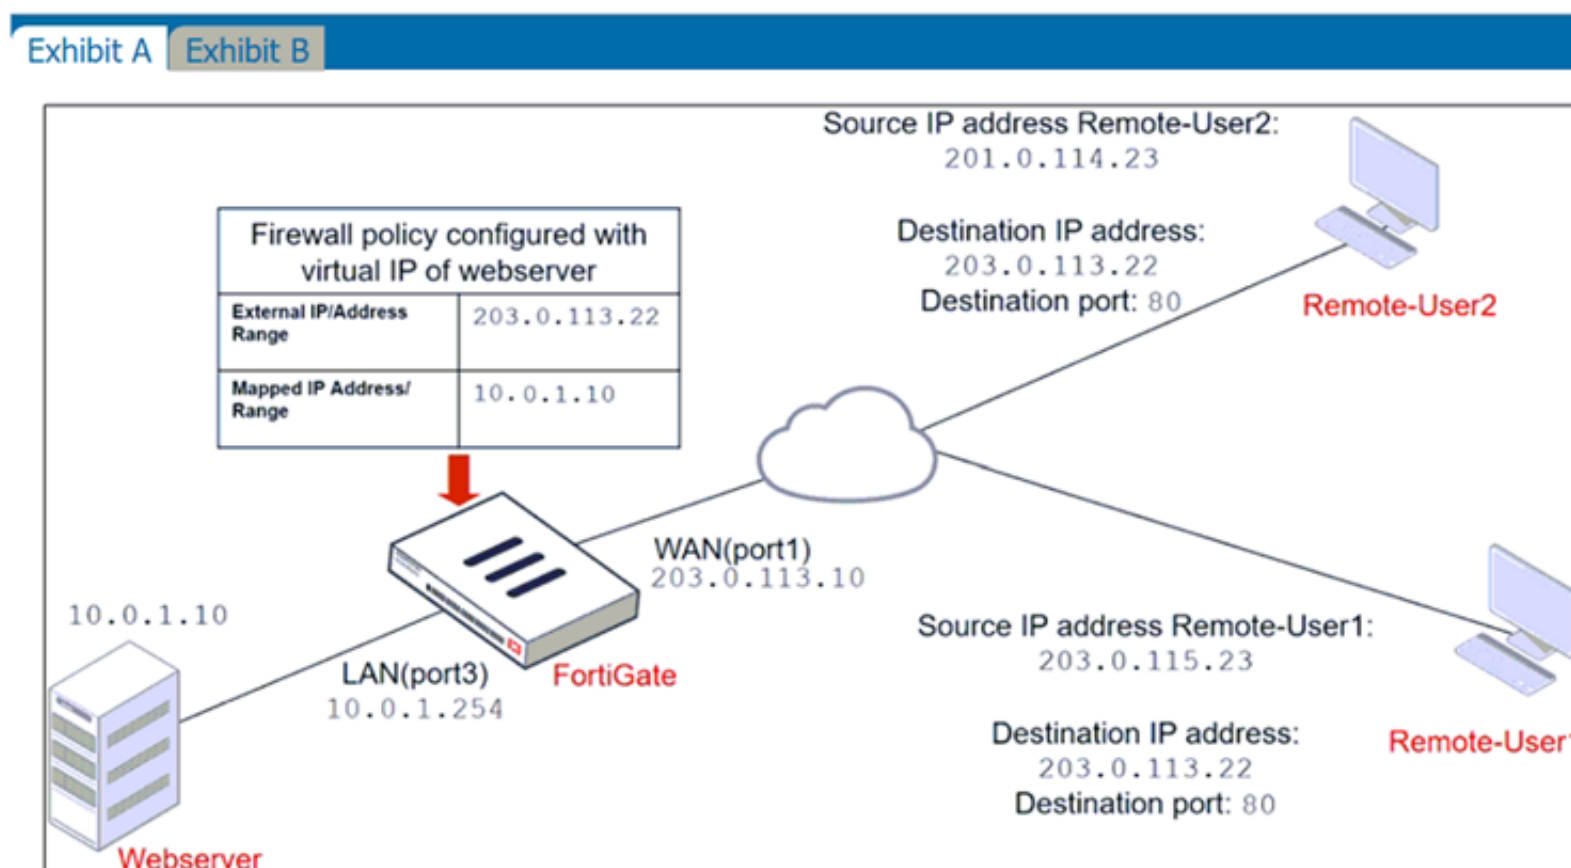 Exhibit A
Exhibit B
Source IP address Remote-User2:
201.0.114.23
Destination IP address:
203.0.113.22
Destination port: 80
Remote-User2
Firewall policy configured with
virtual IP of webserver
External IP/Address
Range
203.0.113.22
Mapped IP Address/
Range
10.0.1.10
WAN(port1)
203.0.113.10
10.0.1.10
LAN(port3)
10.0.1.254
FortiGate
Source IP address Remote-User1:
203.0.115.23
Destination IP address:
203.0.113.22
Destination port: 80
Remote-User1
Webserver